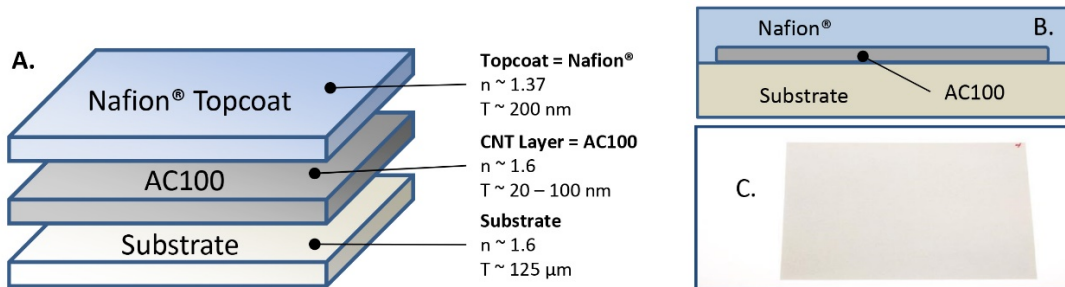 A.
Nafion® Topcoat
AC100
Substrate
Topcoat = Nafion®
n ~ 1.37
T ~ 200 nm
CNT Layer = AC100
n ~ 1.6
T ~ 20 – 100 nm
Substrate
n ~ 1.6
T ~ 125 μm
B.
Nafion®
Substrate
AC100
C.